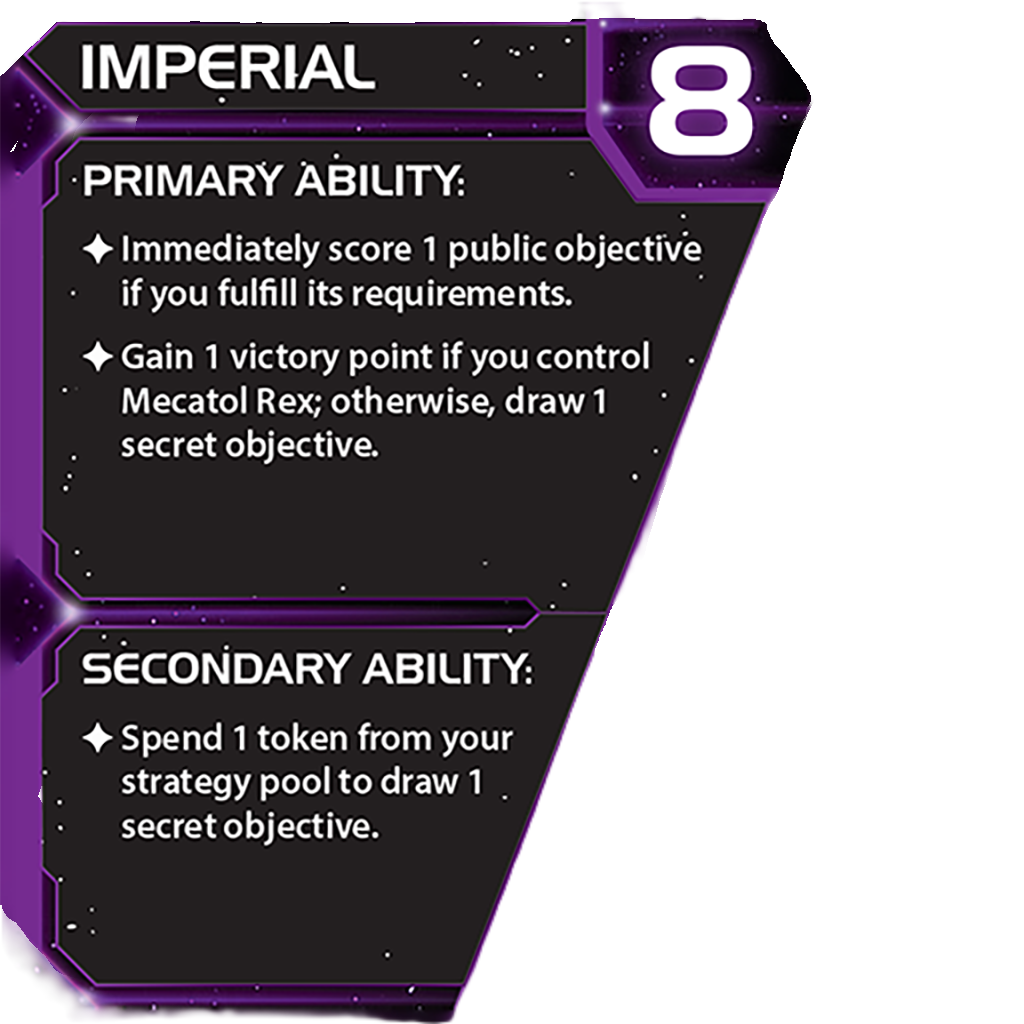 IMPERIAL
8
PRIMARY ABILITY:
Immediately score 1 public objective
if you fulfill its requirements.
Gain 1 victory point if you control
Mecatol Rex; otherwise, draw 1
secret objective.
SECONDARY ABILITY:
Spend 1 token from your
strategy pool to draw 1
secret objective.